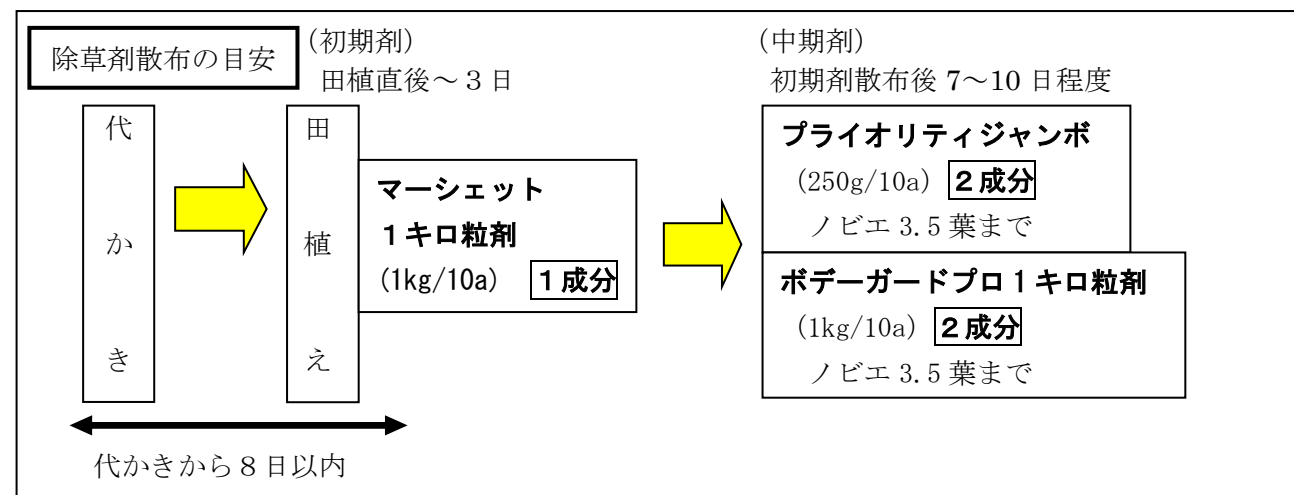 除草剤散布の目安
(初期剤)
田植直後～３日
(中期剤)
初期剤散布後 7～10 日程度
代かき
田植え
マーシェット
１キロ粒剤
(1kg/10a) １成分
プライオリティジャンボ
(250g/10a) ２成分
ノビエ 3.5 葉まで
ボデーガードプロ１キロ粒剤
(1kg/10a) ２成分
ノビエ 3.5 葉まで
代かきから８日以内